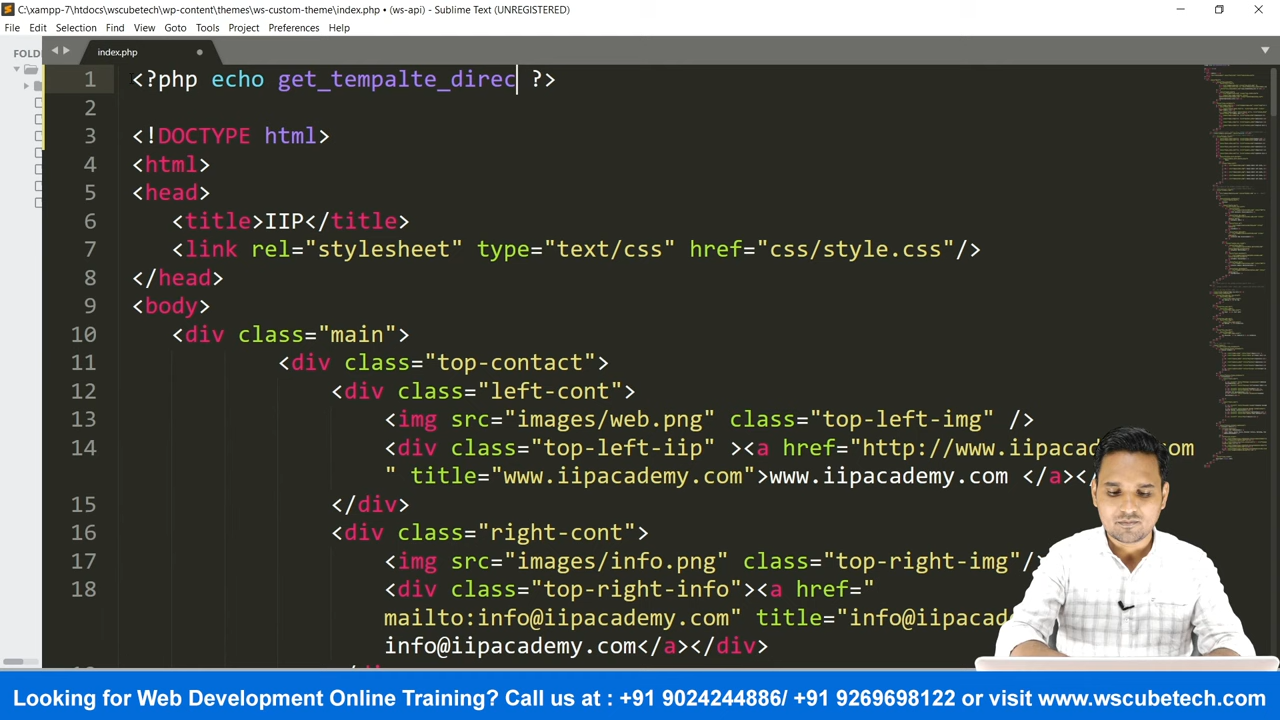 C:\xampp-7\htdocs\wscubetech\wp-content\themes\ws-custom-theme\index.php • (ws-api) - Sublime Text (UNREGISTERED)
File Edit Selection Find View Goto Tools Project Preferences Help
FOLD
index.php
1 <?php echo get_tempalte_direc ?>
2
3 <!DOCTYPE html>
4 <html>
5 <head>
6 <title>IIP</title>
7 <link rel="stylesheet" type="text/css" href="css/style.css"/>
8 </head>
9 <body>
10 <div class="main">
11 <div class="top-contact">
12 <div class="left-cont">
13 <img src="images/web.png" class="top-left-img" />
14 <div class= "top-left-iip" ><a href="http://www.iipacademy.com
" title="www.iipacademy.com">www.iipacademy.com </a></
15 </div>
16 <div class="right-cont">
17 <img src="images/info.png" class="top-right-img"/
18 <div class="top-right-info"><a href="
mailto:info@iipacademy.com" title="info@iipacade
info@iipacademy.com</a></div>
Looking for Web Development Online Training? Call us at : +91 9024244886/ +91 9269698122 or visit www.wscubetech.com